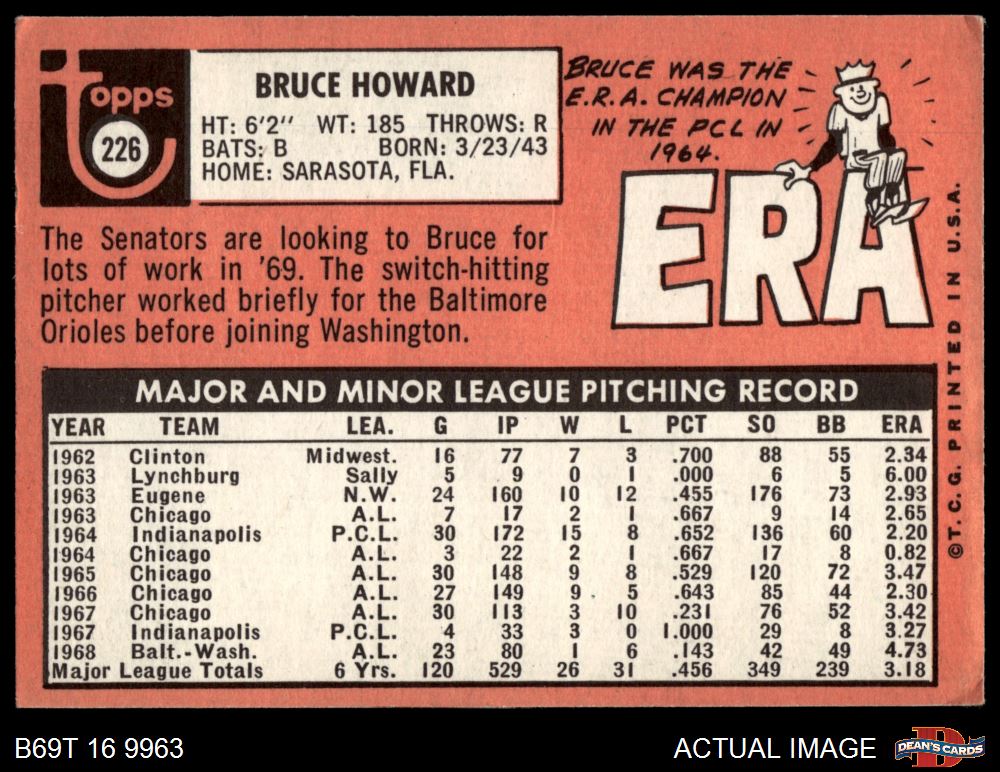 topps
226
BRUCE HOWARD
HT: 6'2" WT: 185 THROWS: R
BATS: B BORN: 3/23/43
HOME: SARASOTA, FLA.
BRUCE WAS THE
E.R.A. CHAMPION
IN THE PCL IN
1964.
ERA
The Senators are looking to Bruce for
lots of work in '69. The switch-hitting
pitcher worked briefly for the Baltimore
Orioles before joining Washington.
MAJOR AND MINOR LEAGUE PITCHING RECORD
YEAR TEAM LEA. G IP W L PCT SO BB ERA
1962 Clinton Midwest. 16 77 7 3 .700 88 55 2.34
1963 Lynchburg Sally 5 9 0 1 .000 6 5 6.00
1963 Eugene N.W. 24 160 10 12 .455 176 73 2.93
1963 Chicago A.L. 7 17 2 1 .667 9 14 2.65
1964 Indianapolis P.C.L. 30 172 15 8 .652 136 60 2.20
1964 Chicago A.L. 3 22 2 1 .667 17 8 0.82
1965 Chicago A.L. 30 148 9 8 .529 120 72 3.47
1966 Chicago A.L. 27 149 9 5 .643 85 44 2.30
1967 Chicago A.L. 30 113 3 10 .231 76 52 3.42
1967 Indianapolis P.C.L. 4 33 3 0 1.000 29 8 3.27
1968 Balt.-Wash. A.L. 23 80 1 6 .143 42 49 4.73
Major League Totals 6 Yrs. 120 529 26 31 .456 349 239 3.18
© T. C. G. PRINTED IN U.S.A.
B69T 16 9963
ACTUAL IMAGE
D
DEAN'S CARDS